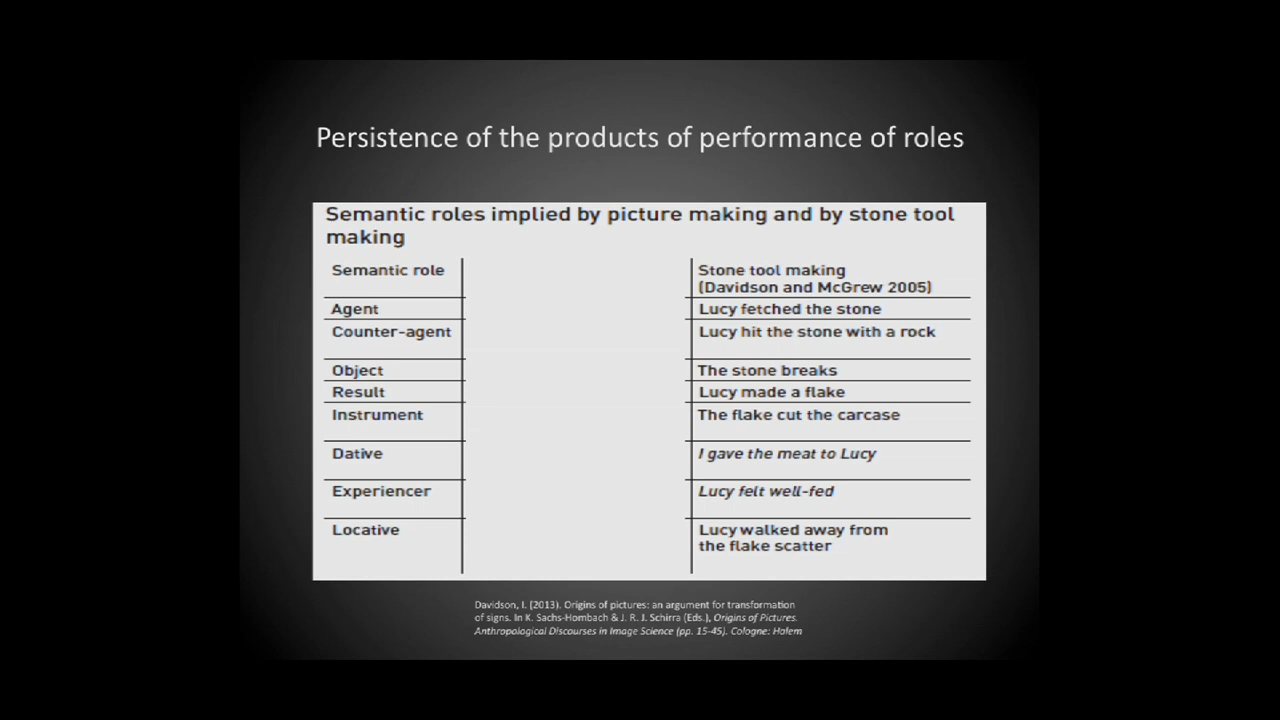 Persistence of the products of performance of roles
Semantic roles implied by picture making and by stone tool
making
Semantic role
Stone tool making
(Davidson and McGrew 2005)
Agent
Lucy fetched the stone
Counter-agent
Lucy hit the stone with a rock
Object
The stone breaks
Result
Lucy made a flake
Instrument
The flake cut the carcase
Dative
I gave the meat to Lucy
Experiencer
Lucy felt well-fed
Locative
Lucy walked away from
the flake scatter
Davidson, I. (2013). Origins of pictures: an argument for transformation
of signs. In K. Sachs-Hombach & J. R. J. Schirra (Eds.), Origins of Pictures.
Anthropological Discourses in Image Science (pp. 15-45). Cologne: Halem